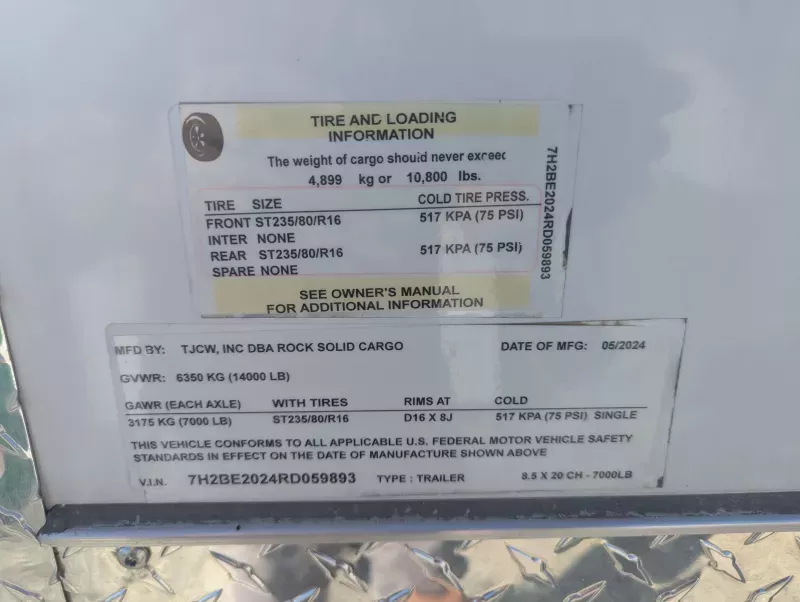 TIRE AND LOADING
INFORMATION
The weight of cargo should never exceed
4,899 kg or 10,800 lbs.
TIRE SIZE COLD TIRE PRESS.
FRONT ST235/80/R16 517 KPA (75 PSI)
INTER NONE
REAR ST235/80/R16 517 KPA (75 PSI)
SPARE NONE
SEE OWNER'S MANUAL
FOR ADDITIONAL INFORMATION
7H2BE2024RD059893
MFD BY: TJCW, INC DBA ROCK SOLID CARGO DATE OF MFG: 05/2024
GVWR: 6350 KG (14000 LB)
GAWR (EACH AXLE) WITH TIRES RIMS AT COLD
3175 KG (7000 LB) ST235/80/R16 D16 X 8J 517 KPA (75 PSI) SINGLE
THIS VEHICLE CONFORMS TO ALL APPLICABLE U.S. FEDERAL MOTOR VEHICLE SAFETY
STANDARDS IN EFFECT ON THE DATE OF MANUFACTURE SHOWN ABOVE
V.I.N. 7H2BE2024RD059893 TYPE : TRAILER 8.5 X 20 CH - 7000LB